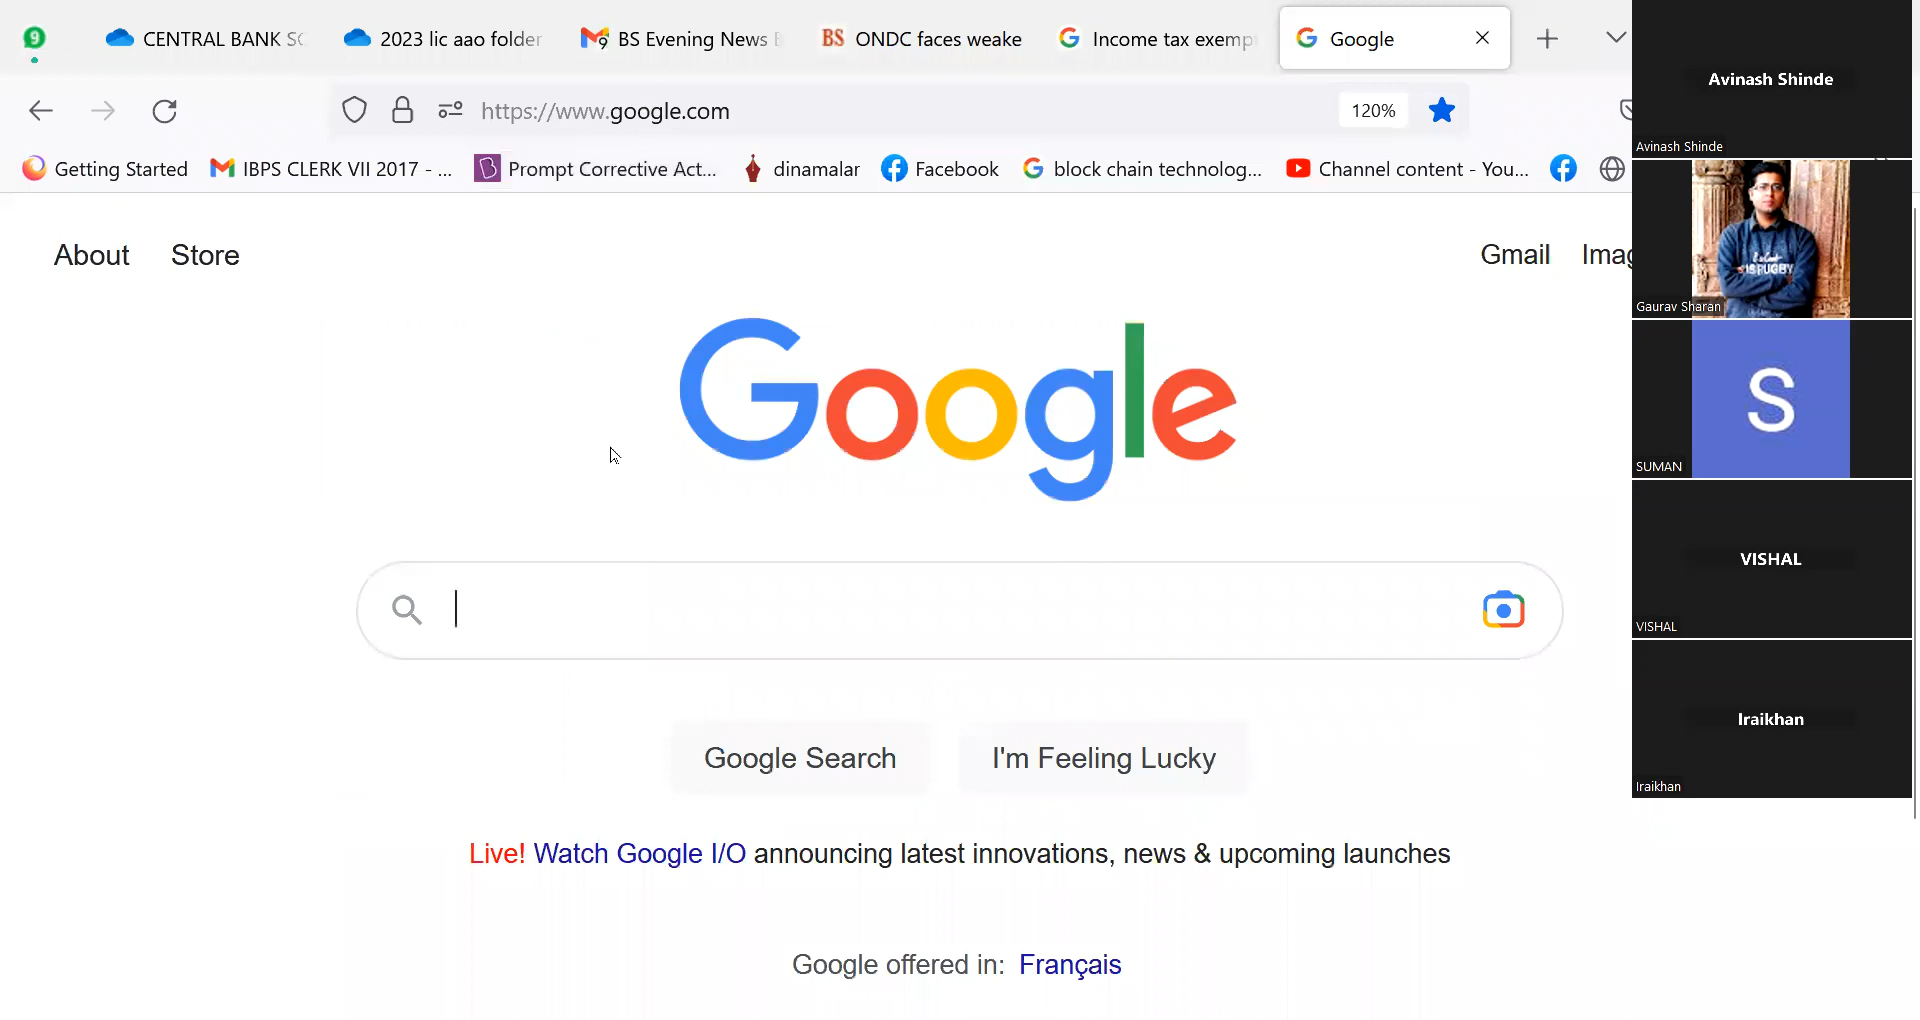 9
CENTRAL BANK SC
2023 lic aao folder
9 BS Evening News B
BS ONDC faces weake
Income tax exemp
Google
https://www.google.com
120%
Getting Started
IBPS CLERK VII 2017 - ...
Prompt Corrective Act...
dinamalar
Facebook
block chain technolog...
Channel content - You...
About
Store
Gmail
Imag
Google
Google Search
I'm Feeling Lucky
Live! Watch Google I/O announcing latest innovations, news & upcoming launches
Google offered in: Français
Avinash Shinde
Avinash Shinde
Gaurav Sharan
S
SUMAN
VISHAL
VISHAL
Iraikhan
Iraikhan